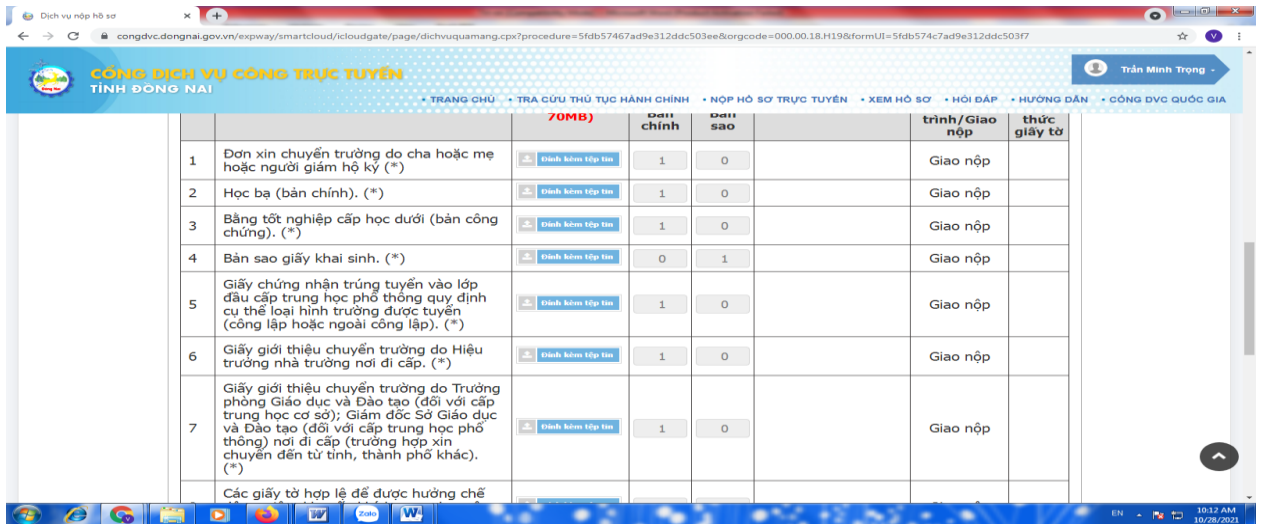 Dịch vụ nộp hồ sơ
congdvc.dongnai.gov.vn/expway/smartcloud/icloudgate/page/dichvuquamang.cpx?procedure=5fdb57467ad9e312ddc503ee&orgcode=000.00.18.H19&formUI=5fdb574c7ad9e312ddc503f7
V
CỔNG DỊCH VỤ CÔNG TRỰC TUYẾN
TỈNH ĐỒNG NAI
Trần Minh Trọng
• TRANG CHỦ • TRA CỨU THỦ TỤC HÀNH CHÍNH • NỘP HỒ SƠ TRỰC TUYẾN • XEM HỒ SƠ • HỎI ĐÁP • HƯỚNG DẪN • CỔNG DVC QUỐC GIA
70MB)
bản
chính
bản
sao
trình/Giao
nộp
thức
giấy tờ
1
Đơn xin chuyển trường do cha hoặc mẹ
hoặc người giám hộ ký (*)
Đính kèm tệp tin
1
0
Giao nộp
2
Học bạ (bản chính). (*)
Đính kèm tệp tin
1
0
Giao nộp
3
Bằng tốt nghiệp cấp học dưới (bản công
chứng). (*)
Đính kèm tệp tin
1
0
Giao nộp
4
Bản sao giấy khai sinh. (*)
Đính kèm tệp tin
0
1
Giao nộp
5
Giấy chứng nhận trúng tuyển vào lớp
đầu cấp trung học phổ thông quy định
cụ thể loại hình trường được tuyển
(công lập hoặc ngoài công lập). (*)
Đính kèm tệp tin
1
0
Giao nộp
6
Giấy giới thiệu chuyển trường do Hiệu
trưởng nhà trường nơi đi cấp. (*)
Đính kèm tệp tin
1
0
Giao nộp
7
Giấy giới thiệu chuyển trường do Trưởng
phòng Giáo dục và Đào tạo (đối với cấp
trung học cơ sở); Giám đốc Sở Giáo dục
và Đào tạo (đối với cấp trung học phổ
thông) nơi đi cấp (trường hợp xin
chuyển đến từ tỉnh, thành phố khác).
(*)
Đính kèm tệp tin
1
0
Giao nộp
Các giấy tờ hợp lệ để được hưởng chế
Zalo
EN
10:12 AM
10/28/2021